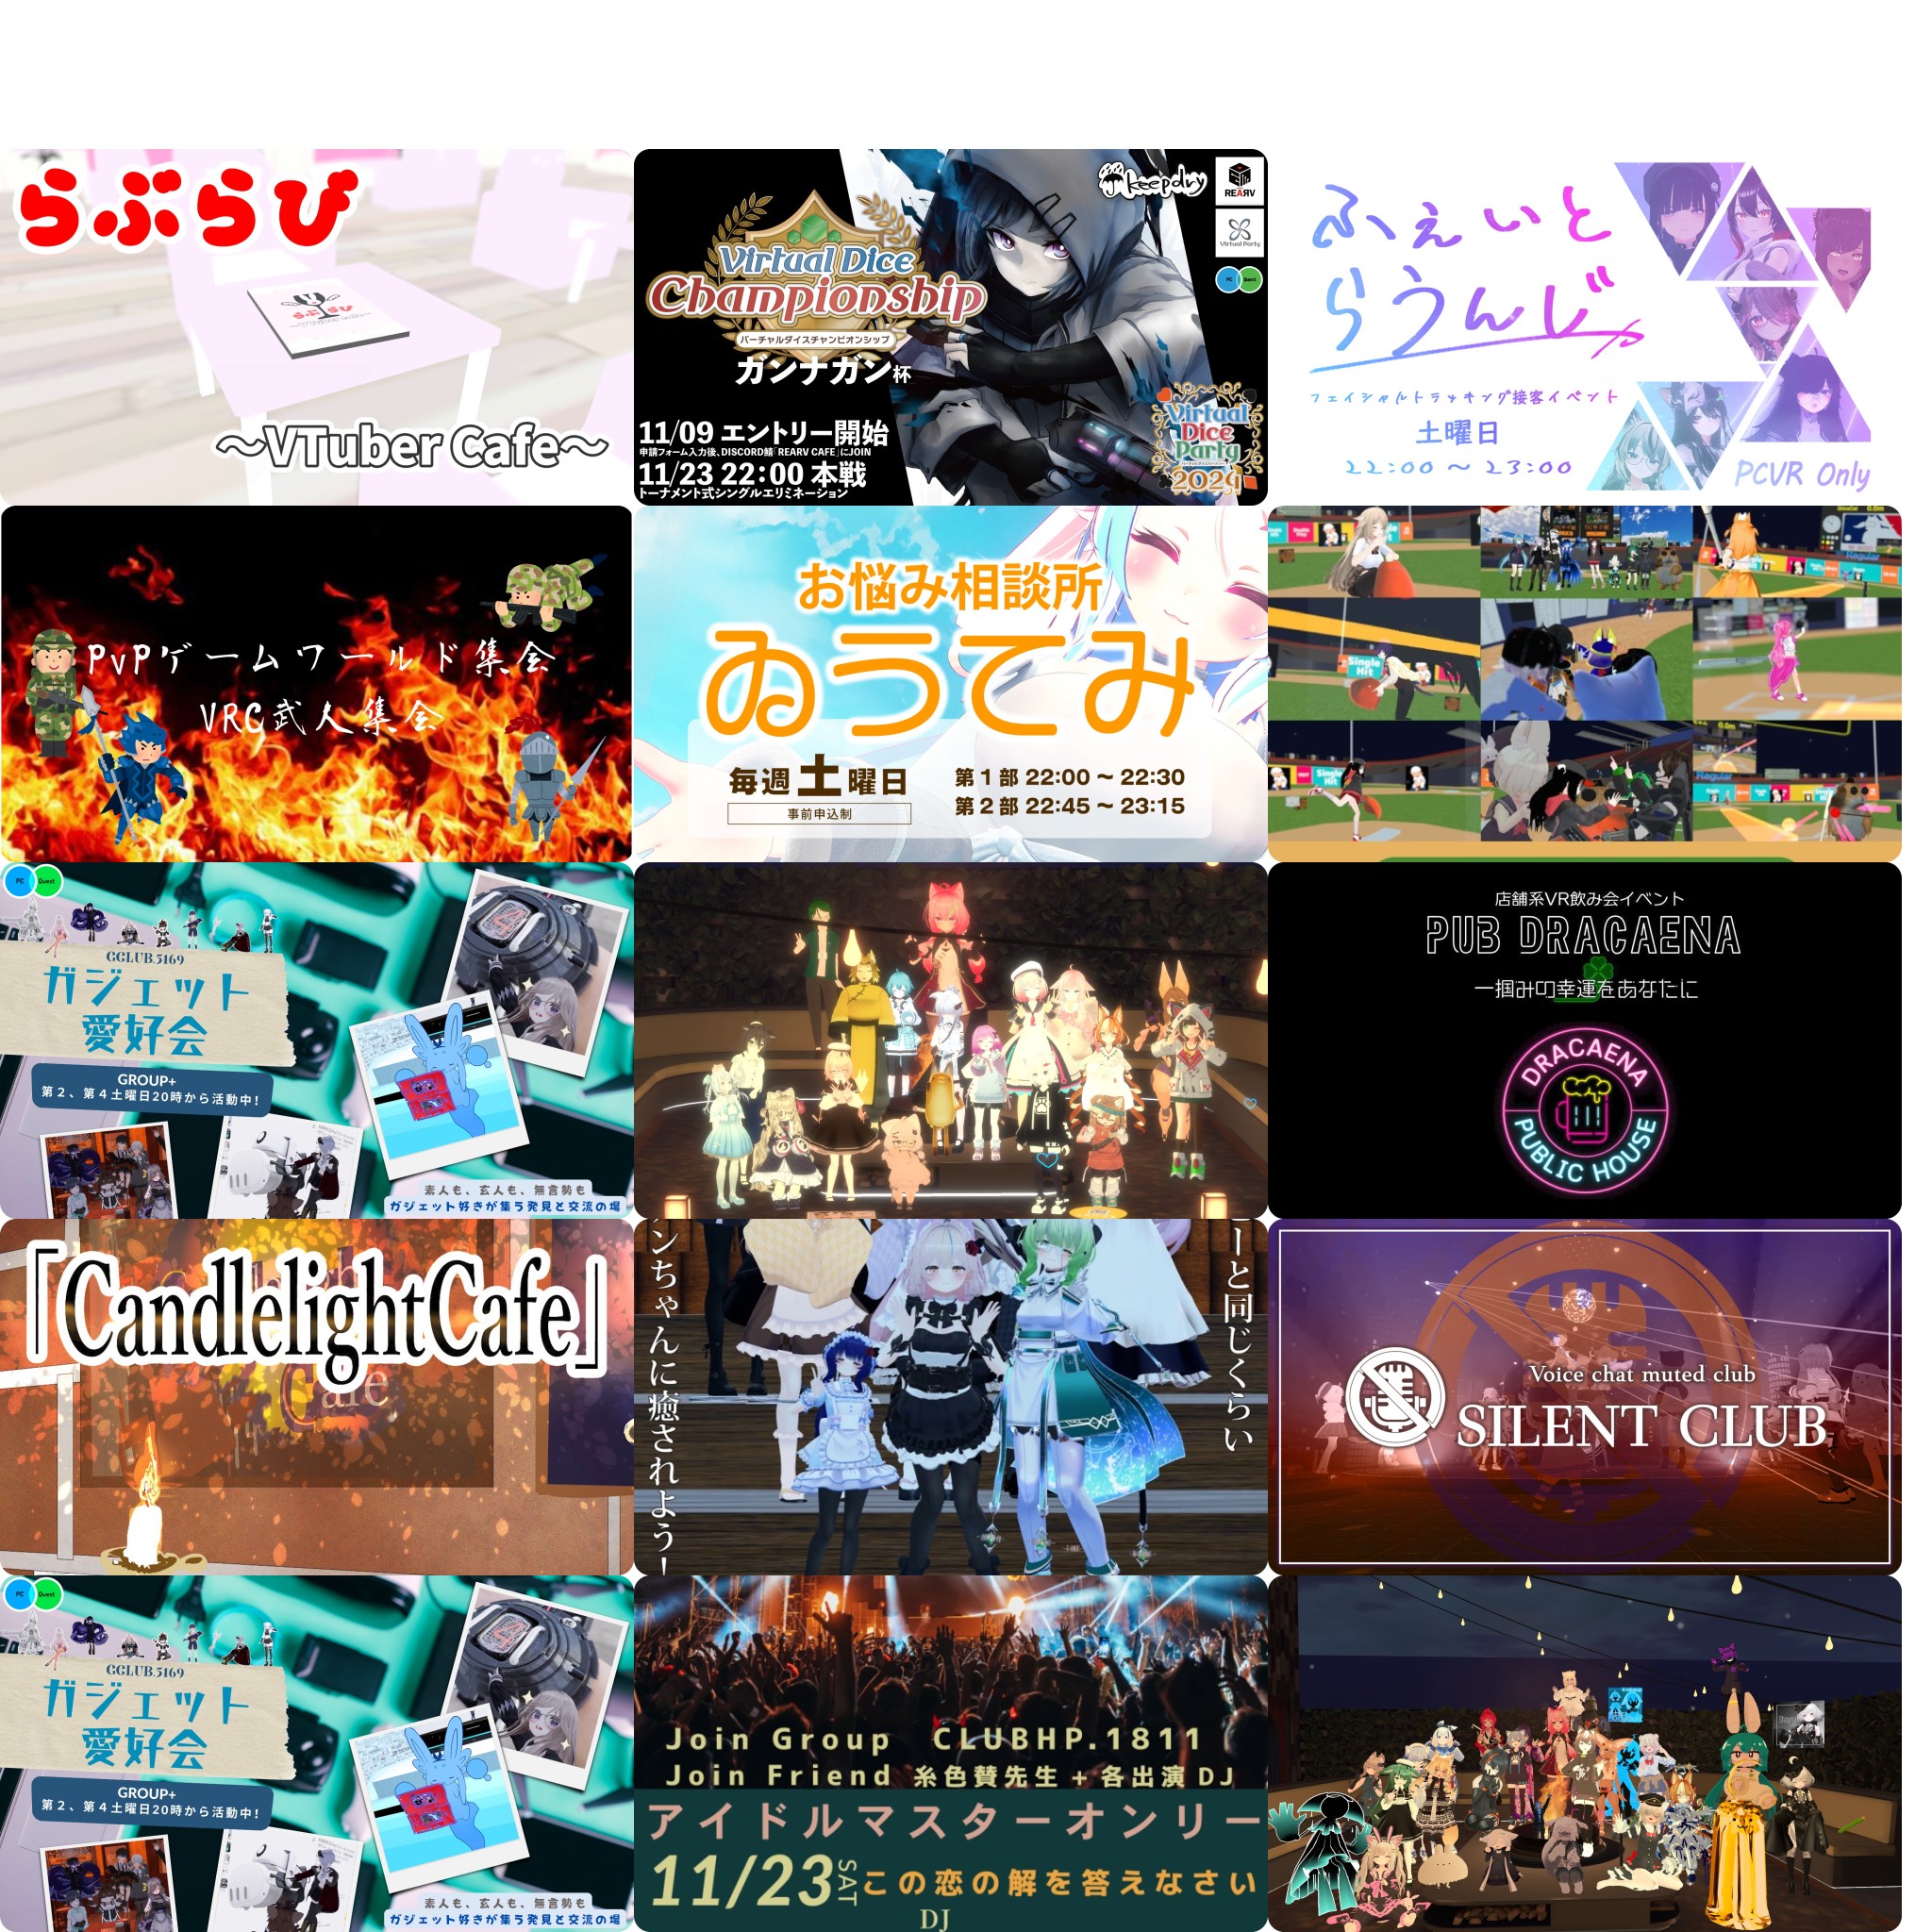 らぶらび
らぶらび
〜VTuber Cafe〜
keepdry
REARV
Virtual Party
PC
Quest
Virtual Dice
Championship
バーチャルダイスチャンピオンシップ
ガンナガン杯
11/09 エントリー開始
申請フォーム入力後、DISCORD鯖「REARV CAFE」にJOIN
11/23 22:00 本戦
トーナメント式シングルエリミネーション
Virtual
Dice
Party
2024
ふぇいと
らうんじ
フェイシャルトラッキング接客イベント
土曜日
22:00 〜 23:00
PCVR Only
PvPゲームワールド集会
VRC武人集会
お悩み相談所
ゐうてみ
毎週土曜日
事前申込制
第1部 22:00 ~ 22:30
第2部 22:45 ~ 23:15
Single
Hit
Single
Hit
Regular
PC
Quest
GCLUB.5169
ガジェット
愛好会
GROUP+
第2、第4土曜日20時から活動中!
素人も、玄人も、無言勢も
ガジェット好きが集う発見と交流の場
店舗系VR飲み会イベント
PUB DRACAENA
一掴みの幸運をあなたに
DRACAENA
PUBLIC HOUSE
「CandlelightCafe」
Cafe
ーと同じくらい
ンちゃんに癒されよう!
Voice chat muted club
SILENT CLUB
PC
Quest
GCLUB.5169
ガジェット
愛好会
GROUP+
第2、第4土曜日20時から活動中!
素人も、玄人も、無言勢も
ガジェット好きが集う発見と交流の場
Join Group CLUBHP.1811
Join Friend 糸色賛先生 + 各出演 DJ
アイドルマスターオンリー
11/23 SAT この恋の解を答えなさい
DJ